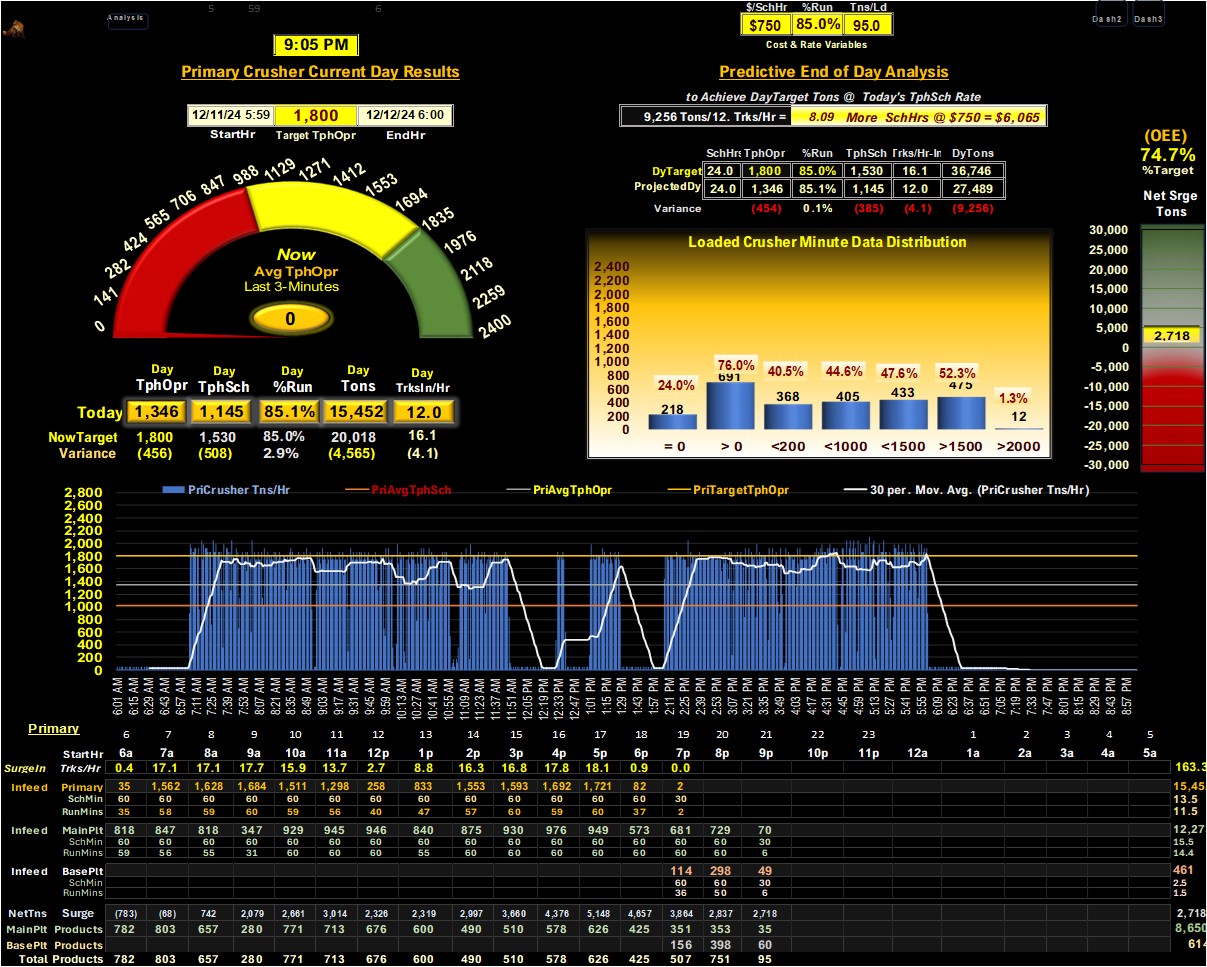 5 59 6
Analysis
Dash2 Dash3
$/SchHr %Run Tns/Ld
$750 85.0% 95.0
Cost & Rate Variables
9:05 PM
Primary Crusher Current Day Results
12/11/24 5:59 1,800 12/12/24 6:00
StartHr Target TphOpr EndHr
0 141 282 424 565 706 847 988 1129 1271 1412 1553 1694 1835 1976 2118 2259 2400
Now
Avg TphOpr
Last 3-Minutes
0
Day Day Day Day Day
TphOpr TphSch %Run Tons TrksIn/Hr
Today 1,346 1,145 85.1% 15,452 12.0
NowTarget 1,800 1,530 85.0% 20,018 16.1
Variance (456) (508) 2.9% (4,565) (4.1)
Predictive End of Day Analysis
to Achieve DayTarget Tons @ Today's TphSch Rate
9,256 Tons/12. Trks/Hr = 8.09 More SchHrs @ $750 = $6,065
SchHrs TphOpr %Run TphSch Trks/Hr-In DyTons
DyTarget 24.0 1,800 85.0% 1,530 16.1 36,746
ProjectedDy 24.0 1,346 85.1% 1,145 12.0 27,489
Variance (454) 0.1% (385) (4.1) (9,256)
Loaded Crusher Minute Data Distribution
2,400
2,200
2,000
1,800
1,600
1,400
1,200
1,000
800
600
400
200
0
24.0% 76.0% 40.5% 44.6% 47.6% 52.3% 1.3%
218 691 368 405 433 475 12
= 0 > 0 <200 <1000 <1500 >1500 >2000
(OEE)
74.7%
%Target
Net Srge
Tons
30,000
25,000
20,000
15,000
10,000
5,000
0
-5,000
-10,000
-15,000
-20,000
-25,000
-30,000
2,718
PriCrusher Tns/Hr PriAvgTphSch PriAvgTphOpr PriTargetTphOpr 30 per. Mov. Avg. (PriCrusher Tns/Hr)
2,800
2,600
2,400
2,200
2,000
1,800
1,600
1,400
1,200
1,000
800
600
400
200
0
6:01 AM 6:15 AM 6:29 AM 6:43 AM 6:57 AM 7:11 AM 7:25 AM 7:39 AM 7:53 AM 8:07 AM 8:21 AM 8:35 AM 8:49 AM 9:03 AM 9:17 AM 9:31 AM 9:45 AM 9:59 AM 10:13 AM 10:27 AM 10:41 AM 10:55 AM 11:09 AM 11:23 AM 11:37 AM 11:51 AM 12:05 PM 12:19 PM 12:33 PM 12:47 PM 1:01 PM 1:15 PM 1:29 PM 1:43 PM 1:57 PM 2:11 PM 2:25 PM 2:39 PM 2:53 PM 3:07 PM 3:21 PM 3:35 PM 3:49 PM 4:03 PM 4:17 PM 4:31 PM 4:45 PM 4:59 PM 5:13 PM 5:27 PM 5:41 PM 5:55 PM 6:09 PM 6:23 PM 6:37 PM 6:51 PM 7:05 PM 7:19 PM 7:33 PM 7:47 PM 8:01 PM 8:15 PM 8:29 PM 8:43 PM 8:57 PM
Primary
6 7 8 9 10 11 12 13 14 15 16 17 18 19 20 21 22 23 1 2 3 4 5
StartHr 6a 7a 8a 9a 10a 11a 12p 1p 2p 3p 4p 5p 6p 7p 8p 9p 10p 11p 12a 1a 2a 3a 4a 5a
SurgeIn Trks/Hr 0.4 17.1 17.1 17.7 15.9 13.7 2.7 8.8 16.3 16.8 17.8 18.1 0.9 0.0 163.3
Infeed Primary 35 1,562 1,628 1,684 1,511 1,298 258 833 1,553 1,593 1,692 1,721 82 2 15,45
SchMin 60 60 60 60 60 60 60 60 60 60 60 60 60 30 13.5
RunMins 35 58 59 60 59 56 40 47 57 60 59 60 37 2 11.5
Infeed MainPlt 818 847 818 347 929 945 946 840 875 930 976 949 573 681 729 70 12,27
SchMin 60 60 60 60 60 60 60 60 60 60 60 60 60 60 60 30 15.5
RunMins 59 56 55 31 60 60 60 55 60 60 60 60 60 60 60 6 14.4
Infeed BasePlt 114 298 49 461
SchMin 60 60 30 2.5
RunMins 36 50 6 1.5
NetTns Surge (783) (68) 742 2,079 2,661 3,014 2,326 2,319 2,997 3,660 4,376 5,148 4,657 3,864 2,837 2,718 2,718
MainPlt Products 782 803 657 280 771 713 676 600 490 510 578 626 425 351 353 35 8,650
BasePlt Products 156 398 60 614
Total Products 782 803 657 280 771 713 676 600 490 510 578 626 425 507 751 95